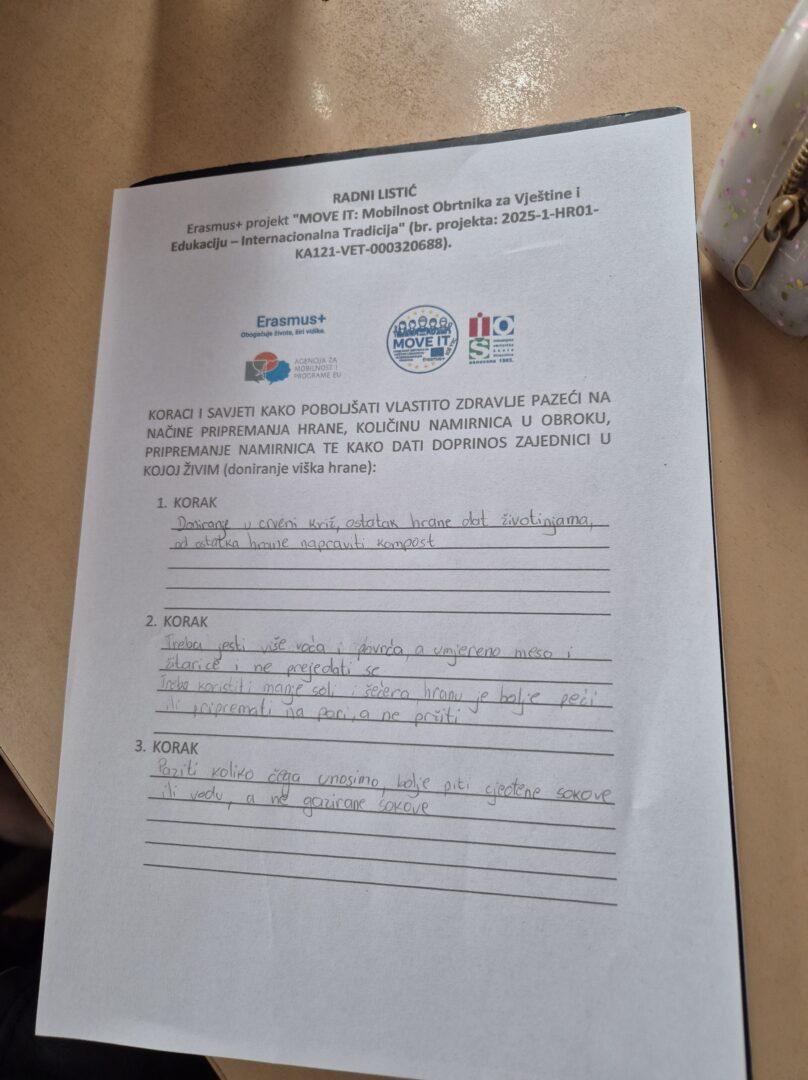 RADNI LISTIĆ
Erasmus+ projekt "MOVE IT: Mobilnost Obrtnika za Vještine i
Edukaciju – Internacionalna Tradicija" (br. projekta: 2025-1-HR01-
KA121-VET-000320688).
Erasmus+
Obogaćuje živote, širi vidike.
AGENCIJA ZA
MOBILNOST I
PROGRAME EU
MOVE IT
Erasmus+
IOŠ
osnovana 1882.
KORACI I SAVJETI KAKO POBOLJŠATI VLASTITO ZDRAVLJE PAZEĆI NA
NAČINE PRIPREMANJA HRANE, KOLIČINU NAMIRNICA U OBROKU,
PRIPREMANJE NAMIRNICA TE KAKO DATI DOPRINOS ZAJEDNICI U
KOJOJ ŽIVIM (doniranje viška hrane):
1. KORAK
Doniranje u crveni križ, ostatak hrane dat životinjama,
od ostatka hrane napraviti kompost
2. KORAK
Treba jesti više voća i povrća, a umjereno meso i
žitarice i ne prejedati se
Treba koristiti manje soli i šećera, hranu je bolje peći
ili pripremati na pari, a ne pržiti
3. KORAK
Paziti koliko čega unosimo, bolje piti cjeđene sokove
ili vodu, a ne gazirane sokove